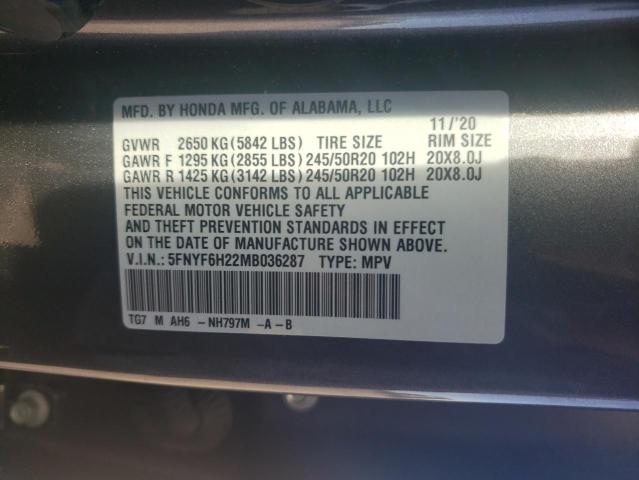 MFD. BY HONDA MFG. OF ALABAMA, LLC
11/'20
GVWR 2650 KG (5842 LBS) TIRE SIZE RIM SIZE
GAWR F 1295 KG (2855 LBS) 245/50R20 102H 20X8.0J
GAWR R 1425 KG (3142 LBS) 245/50R20 102H 20X8.0J
THIS VEHICLE CONFORMS TO ALL APPLICABLE
FEDERAL MOTOR VEHICLE SAFETY
AND THEFT PREVENTION STANDARDS IN EFFECT
ON THE DATE OF MANUFACTURE SHOWN ABOVE.
V.I.N.: 5FNYF6H22MB036287 TYPE: MPV
TG7 M AH6 -NH797M -A-B